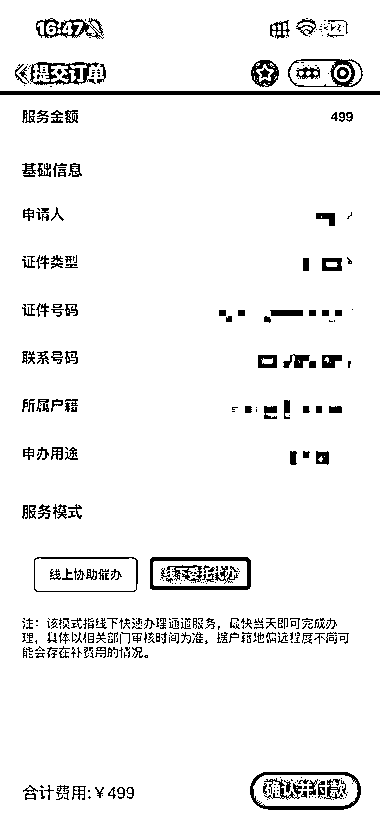 16:47
提交订单
服务金额 499
基础信息
申请人
证件类型
证件号码
联系号码
所属户籍
申办用途
服务模式
线上协助催办 线下委托代办
注：该模式指线下快速办理通道服务，最快当天即可完成办
理，具体以相关部门审核时间为准，据户籍地偏远程度不同可
能会存在补费用的情况。
合计费用:￥499 确认并付款